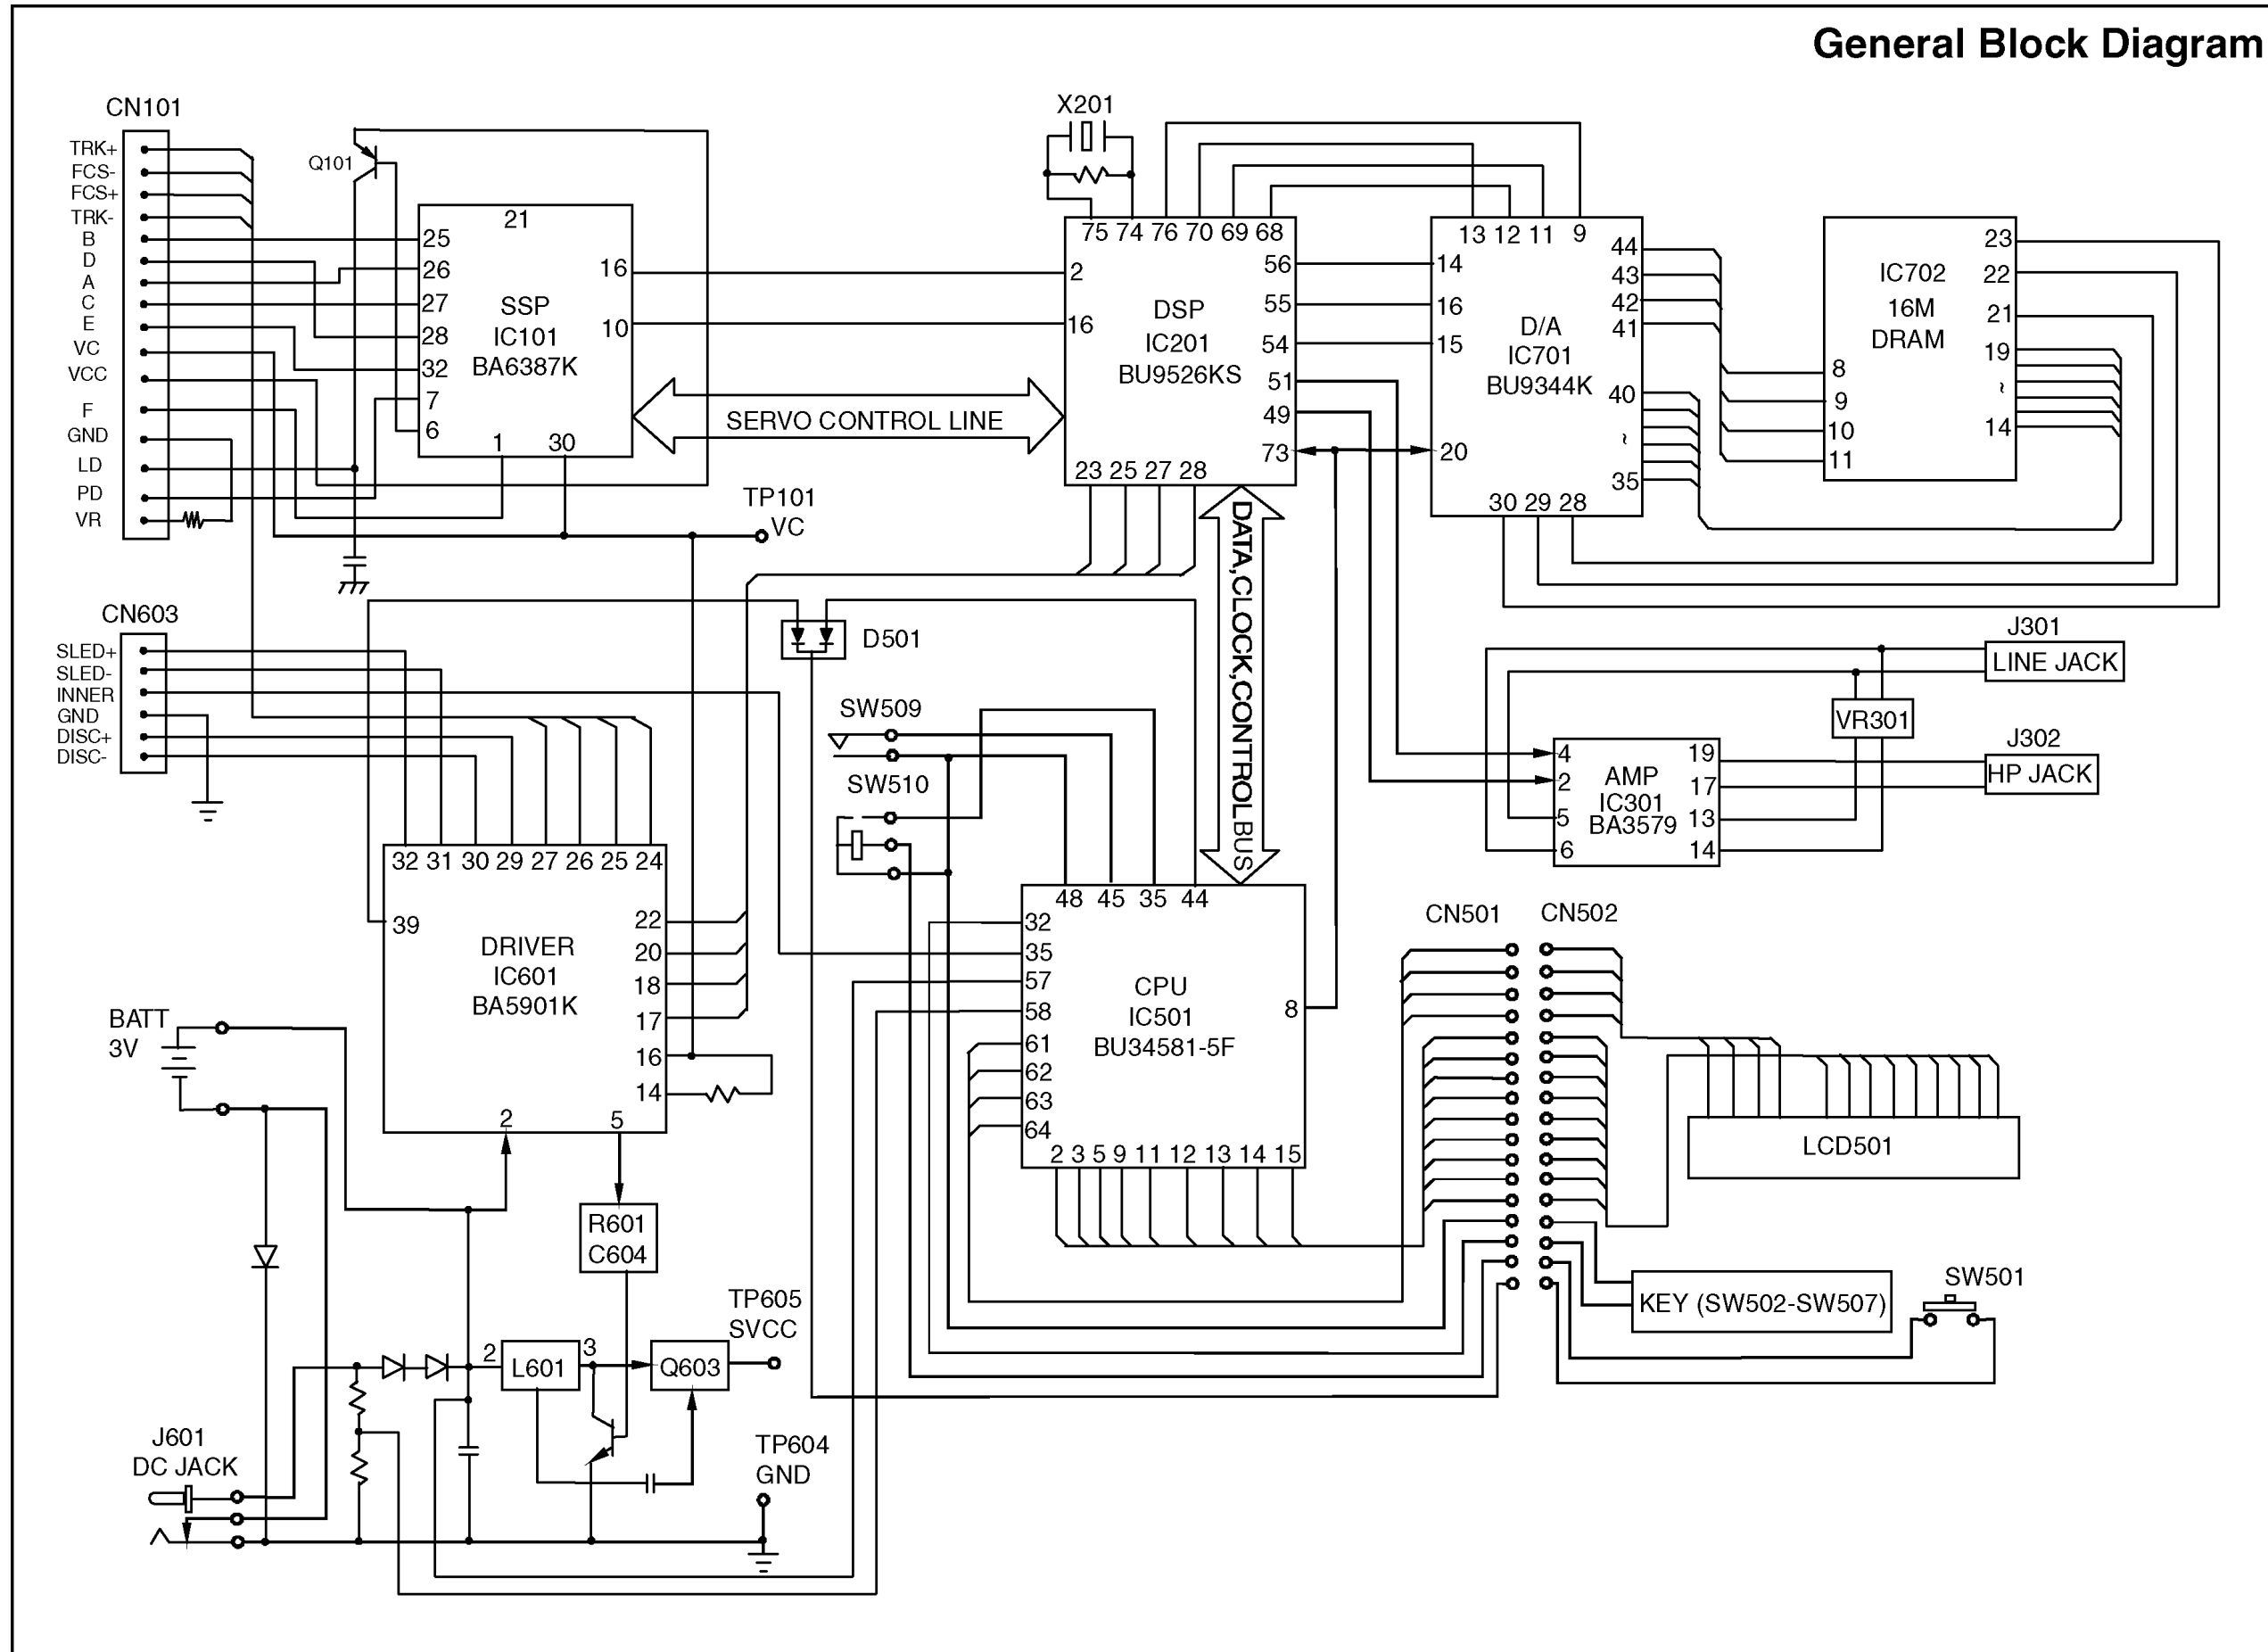 General Block Diagram
CN101
TRK+
FCS-
FCS+
TRK-
B
D
A
C
E
VC
VCC
F
GND
LD
PD
VR
Q101
21
25
26
27
28
32
7
6
16
10
1
30
SSP
IC101
BA6387K
SERVO CONTROL LINE
TP101
VC
X201
75 74 76 70 69 68
2
16
DSP
IC201
BU9526KS
56
55
54
51
49
73
23 25 27 28
DATA,CLOCK,CONTROLBUS
13 12 11 9
14
16
15
20
D/A
IC701
BU9344K
44
43
42
41
40
~
35
30 29 28
IC702
16M
DRAM
23
22
21
19
~
14
8
9
10
11
CN603
SLED+
SLED-
INNER
GND
DISC+
DISC-
D501
SW509
SW510
J301
LINE JACK
VR301
J302
HP JACK
4
2
5
6
AMP
IC301
BA3579
19
17
13
14
32 31 30 29 27 26 25 24
39
DRIVER
IC601
BA5901K
22
20
18
17
16
14
2
5
48 45 35 44
32
35
57
58
61
62
63
64
CPU
IC501
BU34581-5F
8
2 3 5 9 11 12 13 14 15
CN501
CN502
LCD501
KEY (SW502-SW507)
SW501
BATT
3V
R601
C604
TP605
SVCC
2
L601
3
Q603
TP604
GND
J601
DC JACK